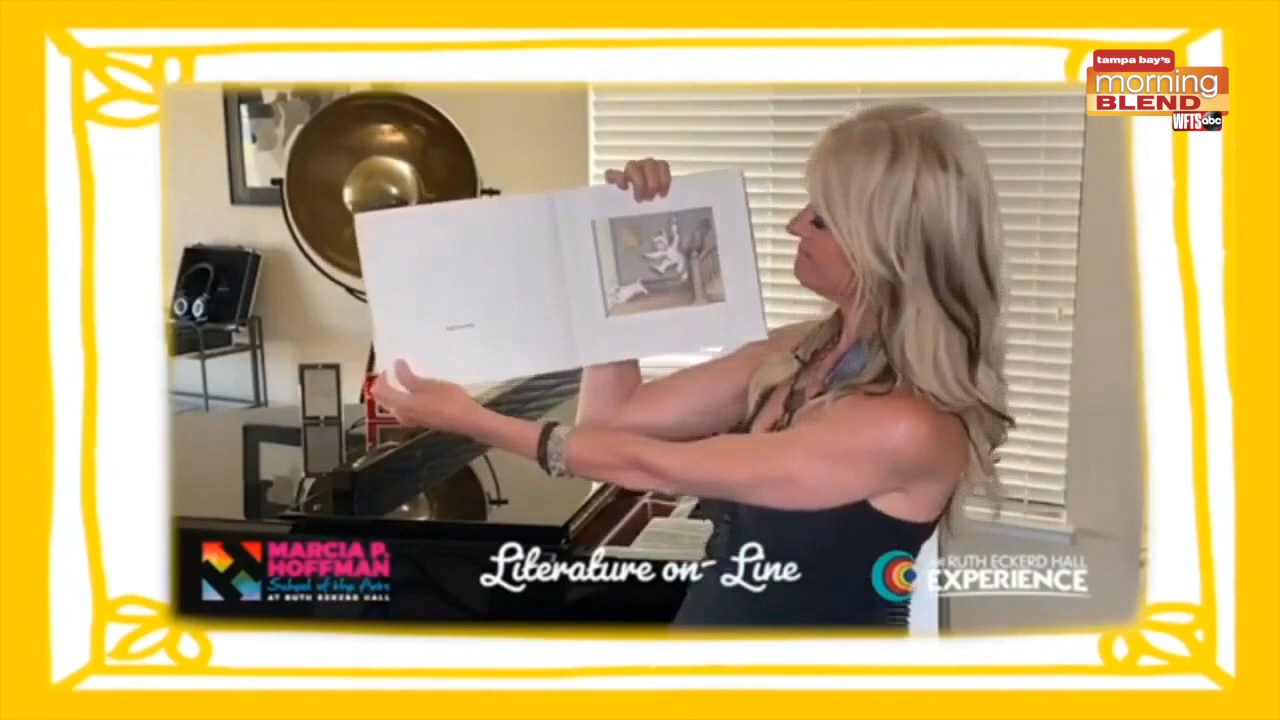 tampa bay's
morning
BLEND
WFTS abc
MARCIA P.
HOFFMAN
School of the Arts
AT RUTH ECKERD HALL
Literature on-Line
RUTH ECKERD HALL
EXPERIENCE